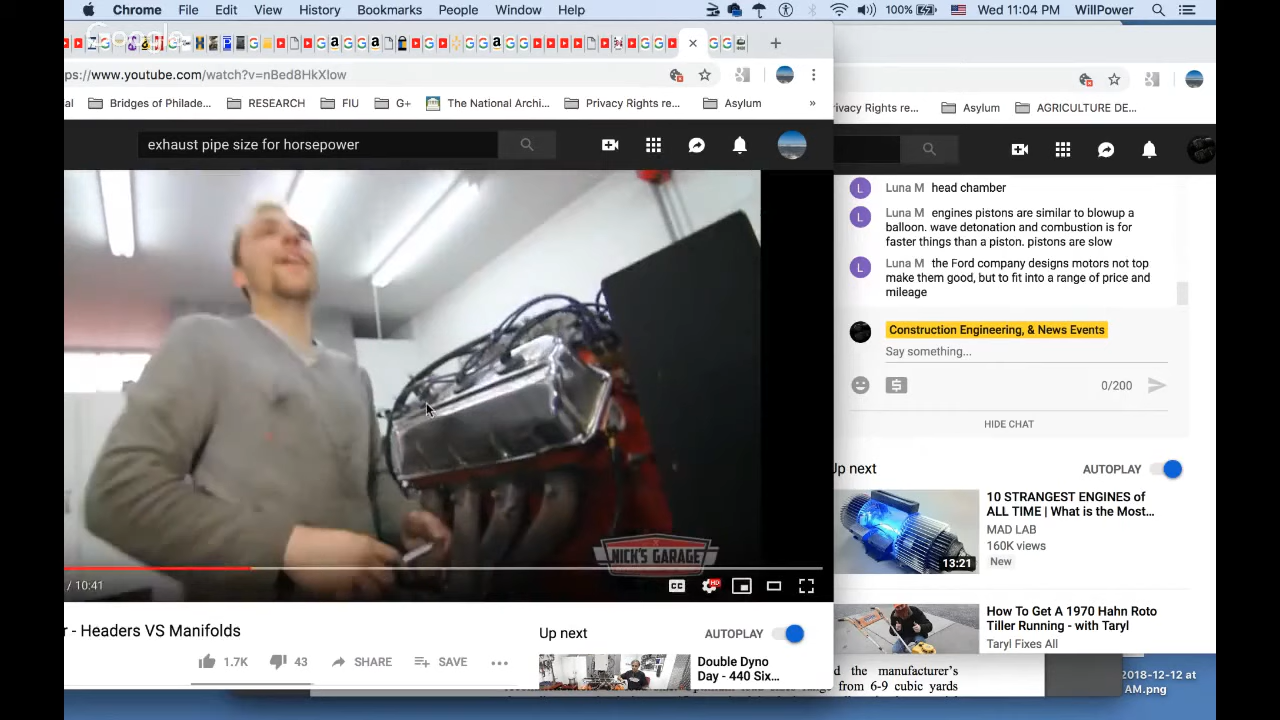 Chrome File Edit View History Bookmarks People Window Help 100% Wed 11:04 PM WillPower
ps://www.youtube.com/watch?v=nBed8HkXlow
al Bridges of Philade... RESEARCH FIU G+ The National Archi... Privacy Rights re... Asylum »
rivacy Rights re... Asylum AGRICULTURE DE...
exhaust pipe size for horsepower
Luna M head chamber
Luna M engines pistons are similar to blowup a
balloon. wave detonation and combustion is for
faster things than a piston. pistons are slow
Luna M the Ford company designs motors not top
make them good, but to fit into a range of price and
mileage
Construction Engineering, & News Events
Say something...
0/200
HIDE CHAT
Up next AUTOPLAY
10 STRANGEST ENGINES of
ALL TIME | What is the Most...
MAD LAB
160K views
New
13:21
How To Get A 1970 Hahn Roto
Tiller Running - with Taryl
Taryl Fixes All
NICK'S GARAGE
/ 10:41
CC HD
r - Headers VS Manifolds
1.7K 43 SHARE SAVE
Up next AUTOPLAY
Double Dyno
Day - 440 Six...
d the manufacturer's
from 6-9 cubic yards
2018-12-12 at
AM.png